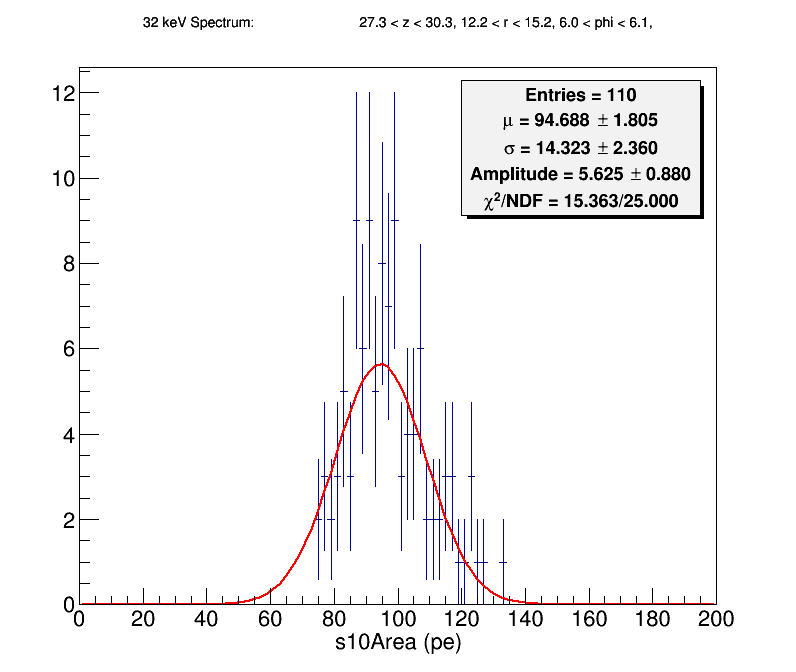 32 keV Spectrum: 27.3 < z < 30.3, 12.2 < r < 15.2, 6.0 < phi < 6.1,
Entries = 110
μ = 94.688 ± 1.805
σ = 14.323 ± 2.360
Amplitude = 5.625 ± 0.880
χ²/NDF = 15.363/25.000
12
10
8
6
4
2
0
0 20 40 60 80 100 120 140 160 180 200
s10Area (pe)